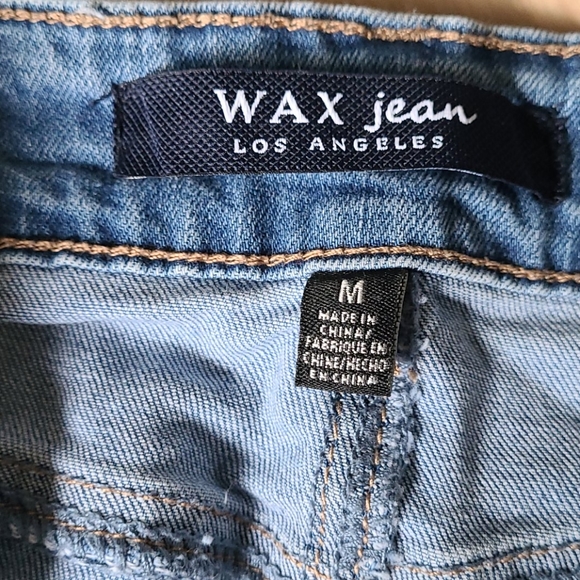 WAX jean
LOS ANGELES
M
MADE IN
CHINA/
FABRIQUE EN
CHINE/HECHO
EN CHINA